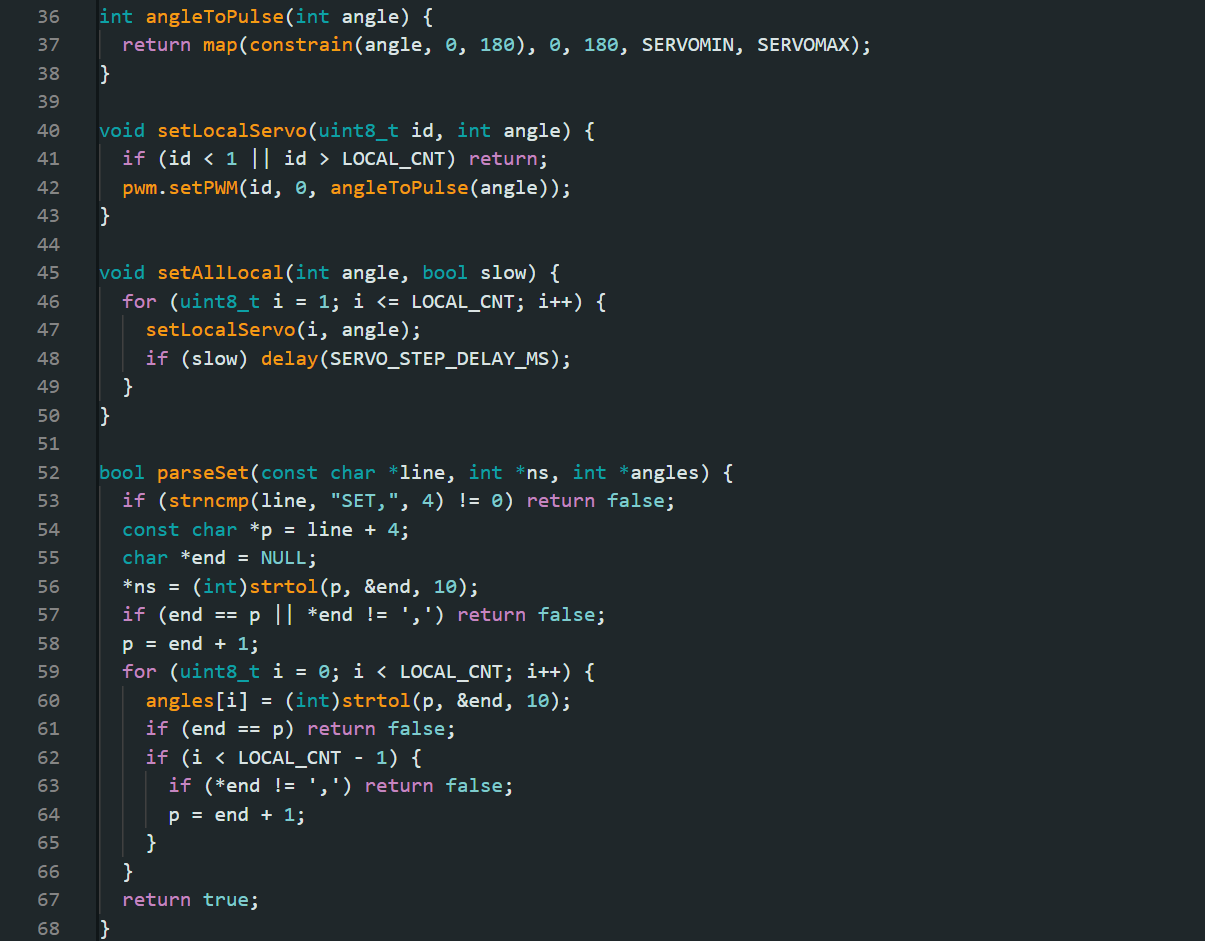 36 int angleToPulse(int angle) {
37   return map(constrain(angle, 0, 180), 0, 180, SERVOMIN, SERVOMAX);
38 }
39
40 void setLocalServo(uint8_t id, int angle) {
41   if (id < 1 || id > LOCAL_CNT) return;
42   pwm.setPWM(id, 0, angleToPulse(angle));
43 }
44
45 void setAllLocal(int angle, bool slow) {
46   for (uint8_t i = 1; i <= LOCAL_CNT; i++) {
47     setLocalServo(i, angle);
48     if (slow) delay(SERVO_STEP_DELAY_MS);
49   }
50 }
51
52 bool parseSet(const char *line, int *ns, int *angles) {
53   if (strncmp(line, "SET,", 4) != 0) return false;
54   const char *p = line + 4;
55   char *end = NULL;
56   *ns = (int)strtol(p, &end, 10);
57   if (end == p || *end != ',') return false;
58   p = end + 1;
59   for (uint8_t i = 0; i < LOCAL_CNT; i++) {
60     angles[i] = (int)strtol(p, &end, 10);
61     if (end == p) return false;
62     if (i < LOCAL_CNT - 1) {
63       if (*end != ',') return false;
64       p = end + 1;
65     }
66   }
67   return true;
68 }